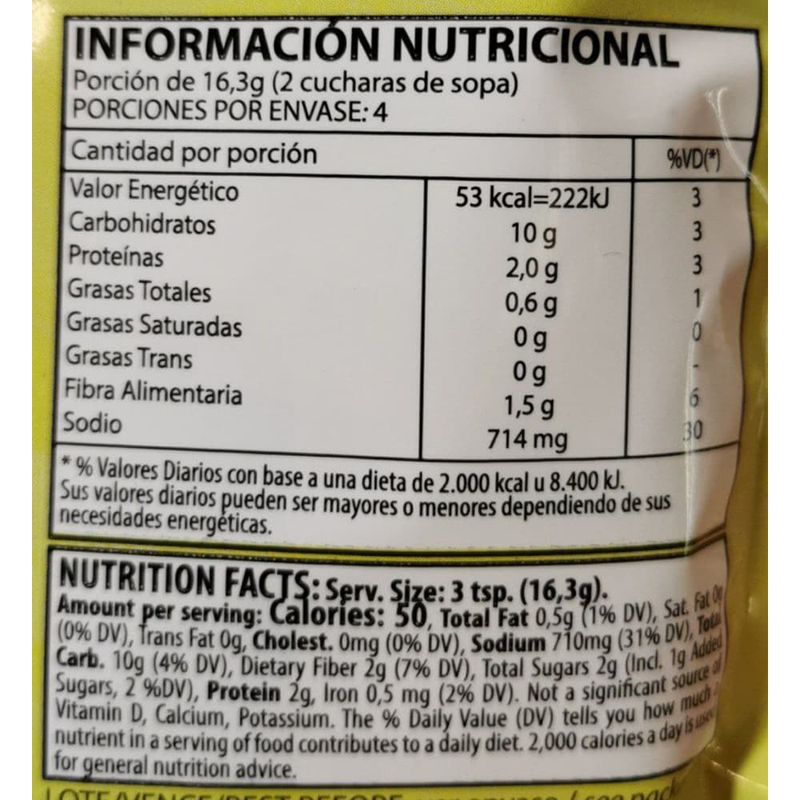 INFORMACIÓN NUTRICIONAL
Porción de 16,3g (2 cucharas de sopa)
PORCIONES POR ENVASE: 4
Cantidad por porción %VD(*)
Valor Energético 53 kcal=222kJ 3
Carbohidratos 10 g 3
Proteínas 2,0 g 3
Grasas Totales 0,6 g 1
Grasas Saturadas 0 g 0
Grasas Trans 0 g -
Fibra Alimentaria 1,5 g 6
Sodio 714 mg 30
* % Valores Diarios con base a una dieta de 2.000 kcal u 8.400 kJ.
Sus valores diarios pueden ser mayores o menores dependiendo de sus
necesidades energéticas.
NUTRITION FACTS: Serv. Size: 3 tsp. (16,3g).
Amount per serving: Calories: 50, Total Fat 0,5g (1% DV), Sat. Fat 0g
(0% DV), Trans Fat 0g, Cholest. 0mg (0% DV), Sodium 710mg (31% DV), Total
Carb. 10g (4% DV), Dietary Fiber 2g (7% DV), Total Sugars 2g (Incl. 1g Added
Sugars, 2 %DV), Protein 2g, Iron 0,5 mg (2% DV). Not a significant source of
Vitamin D, Calcium, Potassium. The % Daily Value (DV) tells you how much
nutrient in a serving of food contributes to a daily diet. 2,000 calories a day is used
for general nutrition advice.